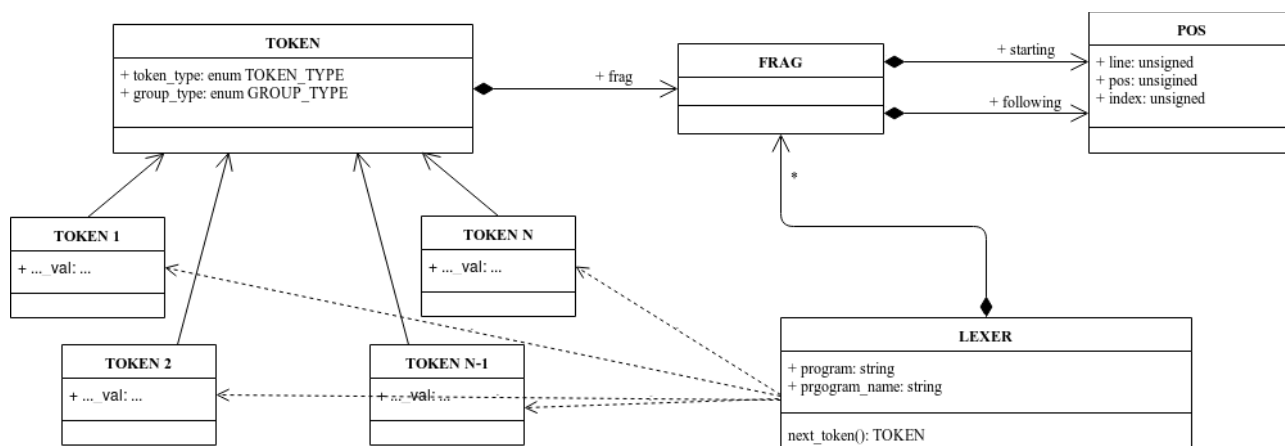 TOKEN
+ token_type: enum TOKEN_TYPE
+ group_type: enum GROUP_TYPE
+ frag
FRAG
+ starting
+ following
POS
+ line: unsigned
+ pos: unsigined
+ index: unsigned
*
TOKEN 1
+ ..._val: ...
TOKEN N
+ ..._val: ...
TOKEN 2
+ ..._val: ...
TOKEN N-1
+ ..._val: ...
LEXER
+ program: string
+ prgogram_name: string
next_token(): TOKEN